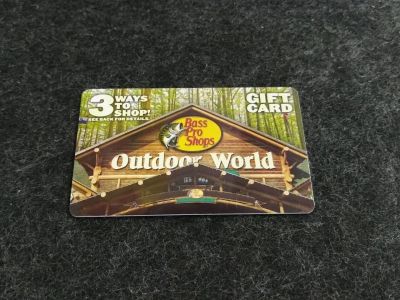 3 WAYS
TO
SHOP!
SEE BACK FOR DETAILS.
GIFT
CARD
Bass
Pro
Shops
Outdoor World